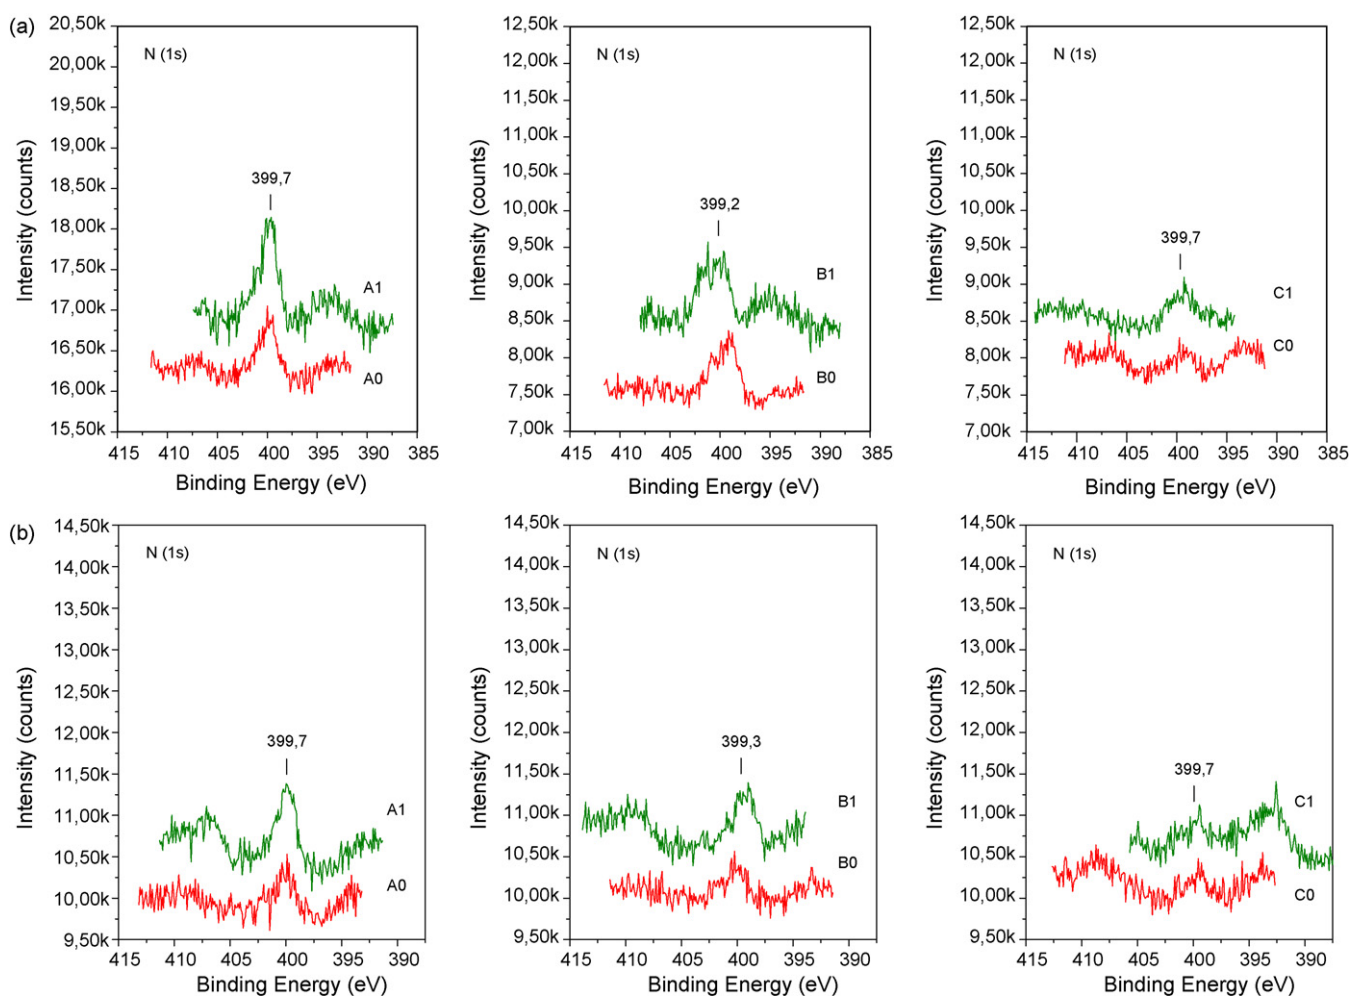 (a)
20,50k
20,00k
19,50k
19,00k
18,50k
18,00k
17,50k
17,00k
16,50k
16,00k
15,50k
Intensity (counts)
N (1s)
399,7
A1
A0
415 410 405 400 395 390 385
Binding Energy (eV)
12,50k
12,00k
11,50k
11,00k
10,50k
10,00k
9,50k
9,00k
8,50k
8,00k
7,50k
7,00k
Intensity (counts)
N (1s)
399,2
B1
B0
415 410 405 400 395 390 385
Binding Energy (eV)
12,50k
12,00k
11,50k
11,00k
10,50k
10,00k
9,50k
9,00k
8,50k
8,00k
7,50k
7,00k
Intensity (counts)
N (1s)
399,7
C1
C0
415 410 405 400 395 390 385
Binding Energy (eV)
(b)
14,50k
14,00k
13,50k
13,00k
12,50k
12,00k
11,50k
11,00k
10,50k
10,00k
9,50k
Intensity (counts)
N (1s)
399,7
A1
A0
415 410 405 400 395 390
Binding Energy (eV)
14,50k
14,00k
13,50k
13,00k
12,50k
12,00k
11,50k
11,00k
10,50k
10,00k
9,50k
Intensity (counts)
N (1s)
399,3
B1
B0
415 410 405 400 395 390
Binding Energy (eV)
14,50k
14,00k
13,50k
13,00k
12,50k
12,00k
11,50k
11,00k
10,50k
10,00k
9,50k
Intensity (counts)
N (1s)
399,7
C1
C0
415 410 405 400 395 390
Binding Energy (eV)